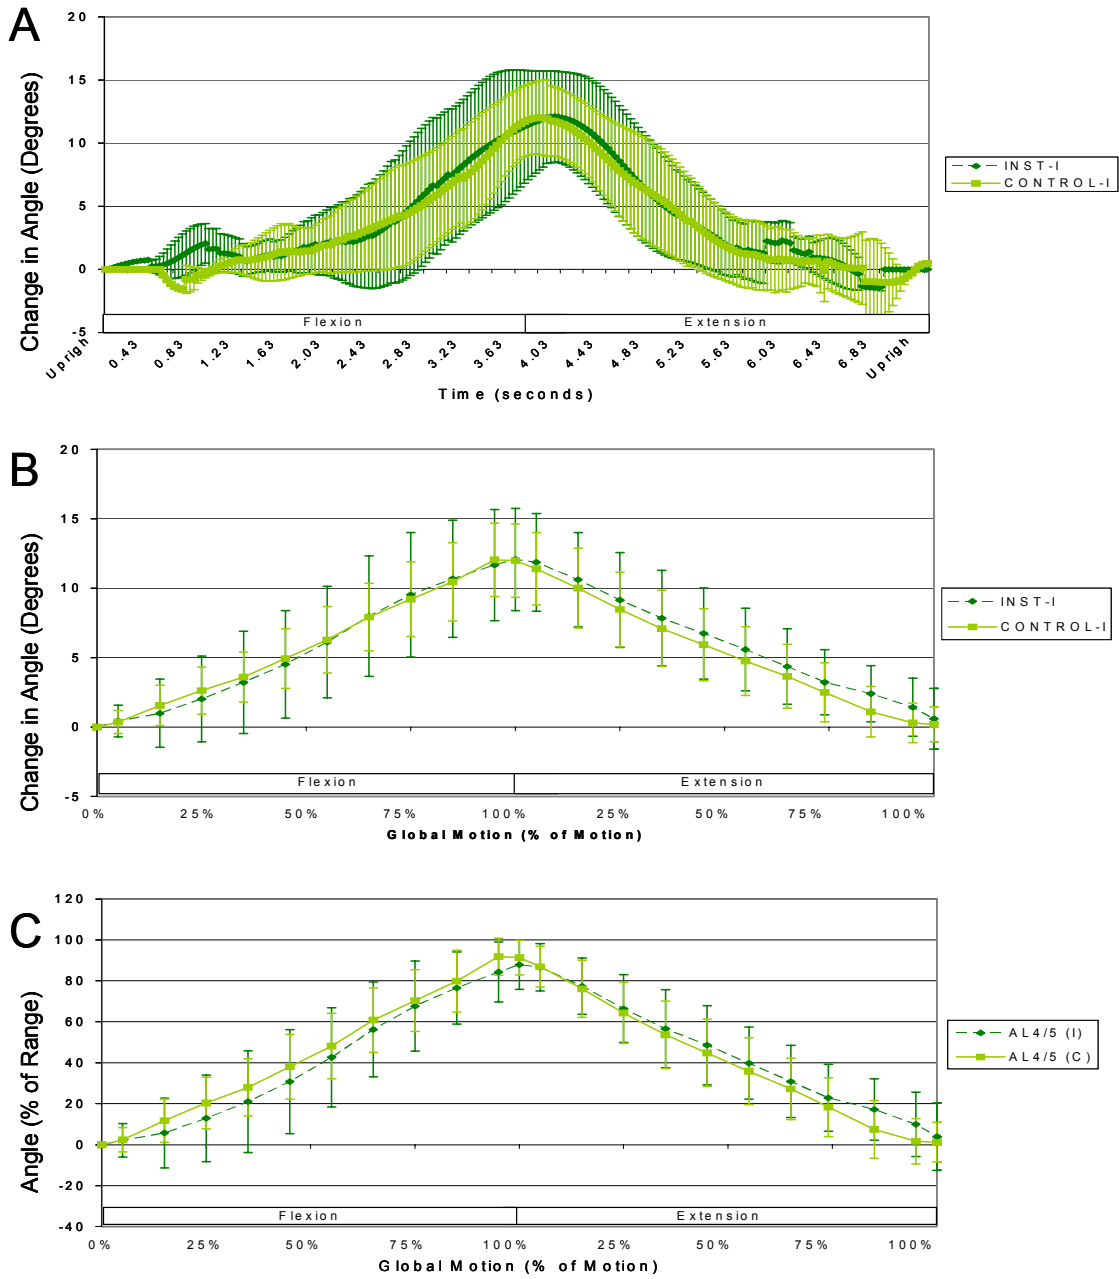 A
20
15
10
5
0
-5
Change in Angle (Degrees)
Flexion
Extension
Uprigh
0.43
0.83
1.23
1.63
2.03
2.43
2.83
3.23
3.63
4.03
4.43
4.83
5.23
5.63
6.03
6.43
6.83
Uprigh
Time (seconds)
INST-I
CONTROL-I
B
20
15
10
5
0
-5
Change in Angle (Degrees)
Flexion
Extension
0%
25%
50%
75%
100%
25%
50%
75%
100%
Global Motion (% of Motion)
INST-I
CONTROL-I
C
120
100
80
60
40
20
0
-20
-40
Angle (% of Range)
Flexion
Extension
0%
25%
50%
75%
100%
25%
50%
75%
100%
Global Motion (% of Motion)
AL4/5 (I)
AL4/5 (C)